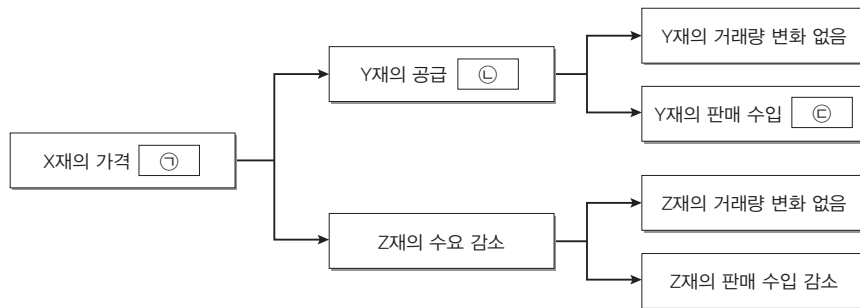 Y재의 거래량 변화 없음
Y재의 공급 ㉡
Y재의 판매 수입 ㉢
X재의 가격 ㉠
Z재의 거래량 변화 없음
Z재의 수요 감소
Z재의 판매 수입 감소